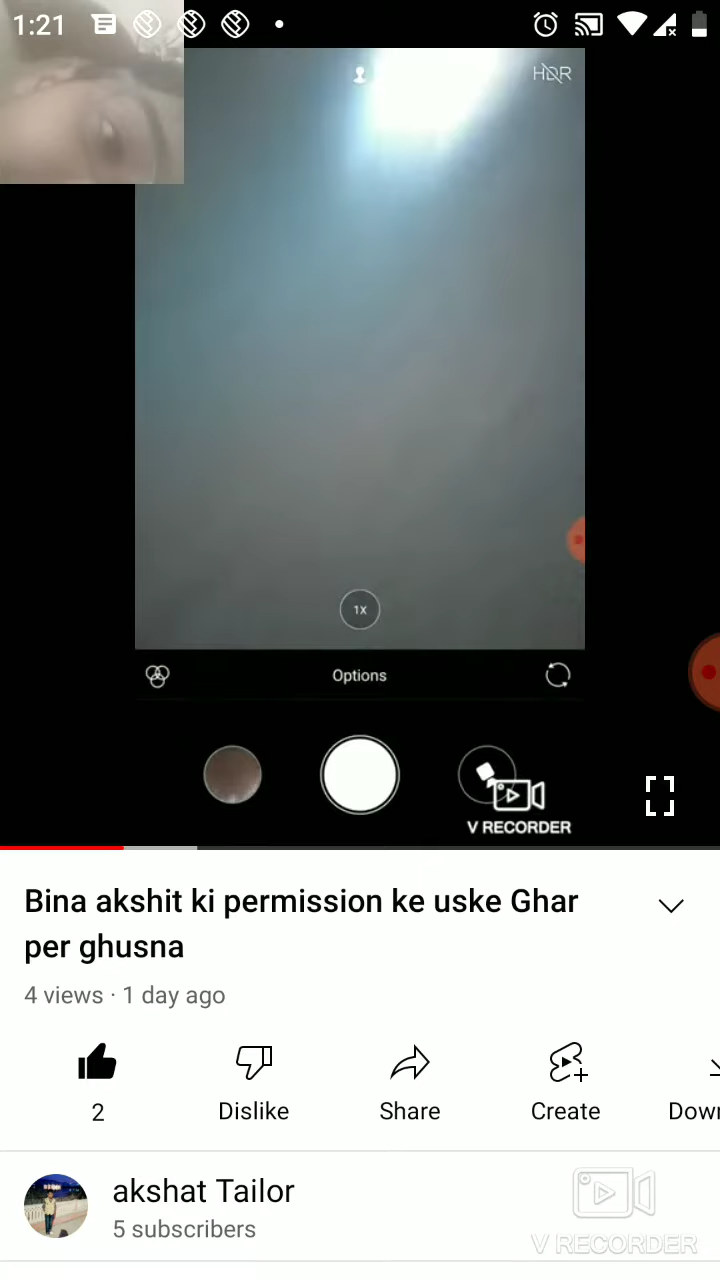 1:21
HDR
1x
Options
V RECORDER
Bina akshit ki permission ke uske Ghar
per ghusna
4 views · 1 day ago
2 Dislike Share Create Down
akshat Tailor
5 subscribers
V RECORDER